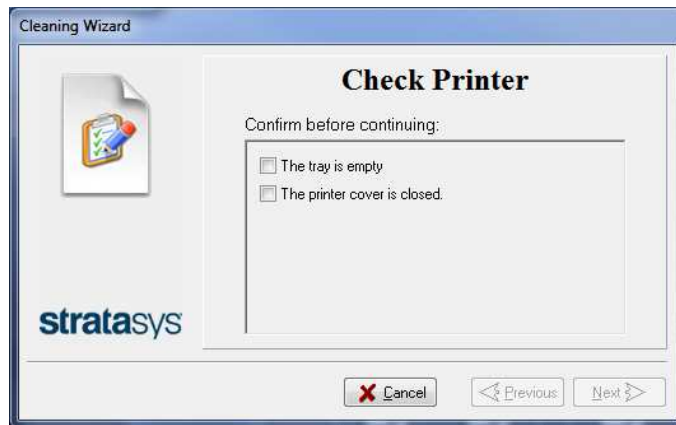 Cleaning Wizard
Check Printer
Confirm before continuing:
The tray is empty
The printer cover is closed.
stratasys
Cancel
Previous
Next